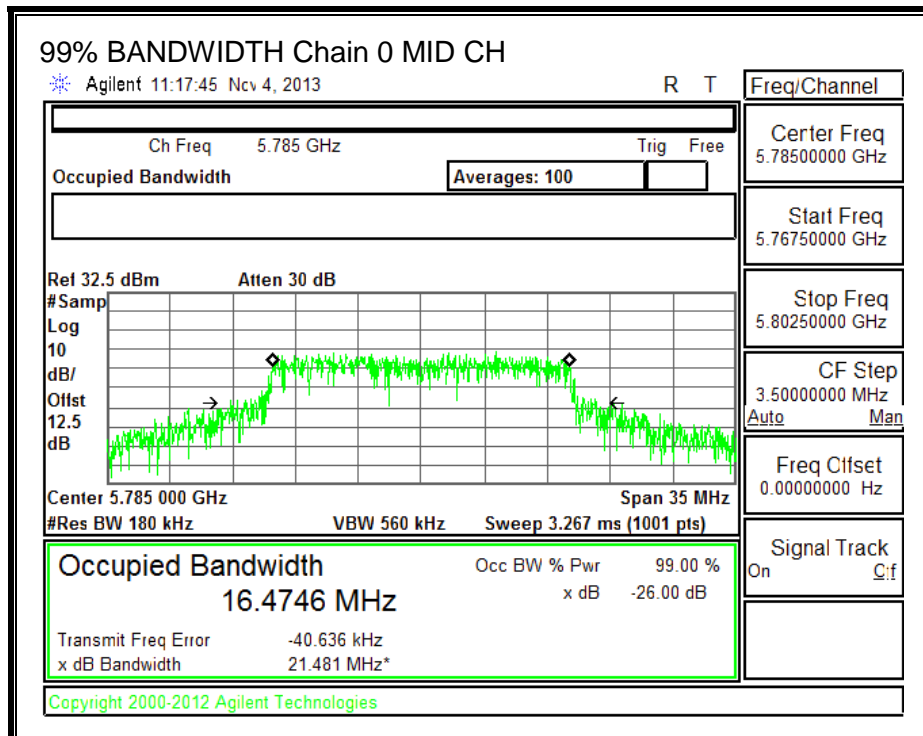 99% BANDWIDTH Chain 0 MID CH
Agilent 11:17:45 Nov 4, 2013 R T
Ch Freq 5.785 GHz Trig Free
Occupied Bandwidth Averages: 100
Ref 32.5 dBm Atten 30 dB
#Samp
Log
10
dB/
Offst
12.5
dB
Center 5.785 000 GHz Span 35 MHz
#Res BW 180 kHz VBW 560 kHz Sweep 3.267 ms (1001 pts)
Occupied Bandwidth Occ BW % Pwr 99.00 %
16.4746 MHz x dB -26.00 dB
Transmit Freq Error -40.636 kHz
x dB Bandwidth 21.481 MHz*
Copyright 2000-2012 Agilent Technologies
Freq/Channel
Center Freq
5.78500000 GHz
Start Freq
5.76750000 GHz
Stop Freq
5.80250000 GHz
CF Step
3.50000000 MHz
Auto Man
Freq Offset
0.00000000 Hz
Signal Track
On Off